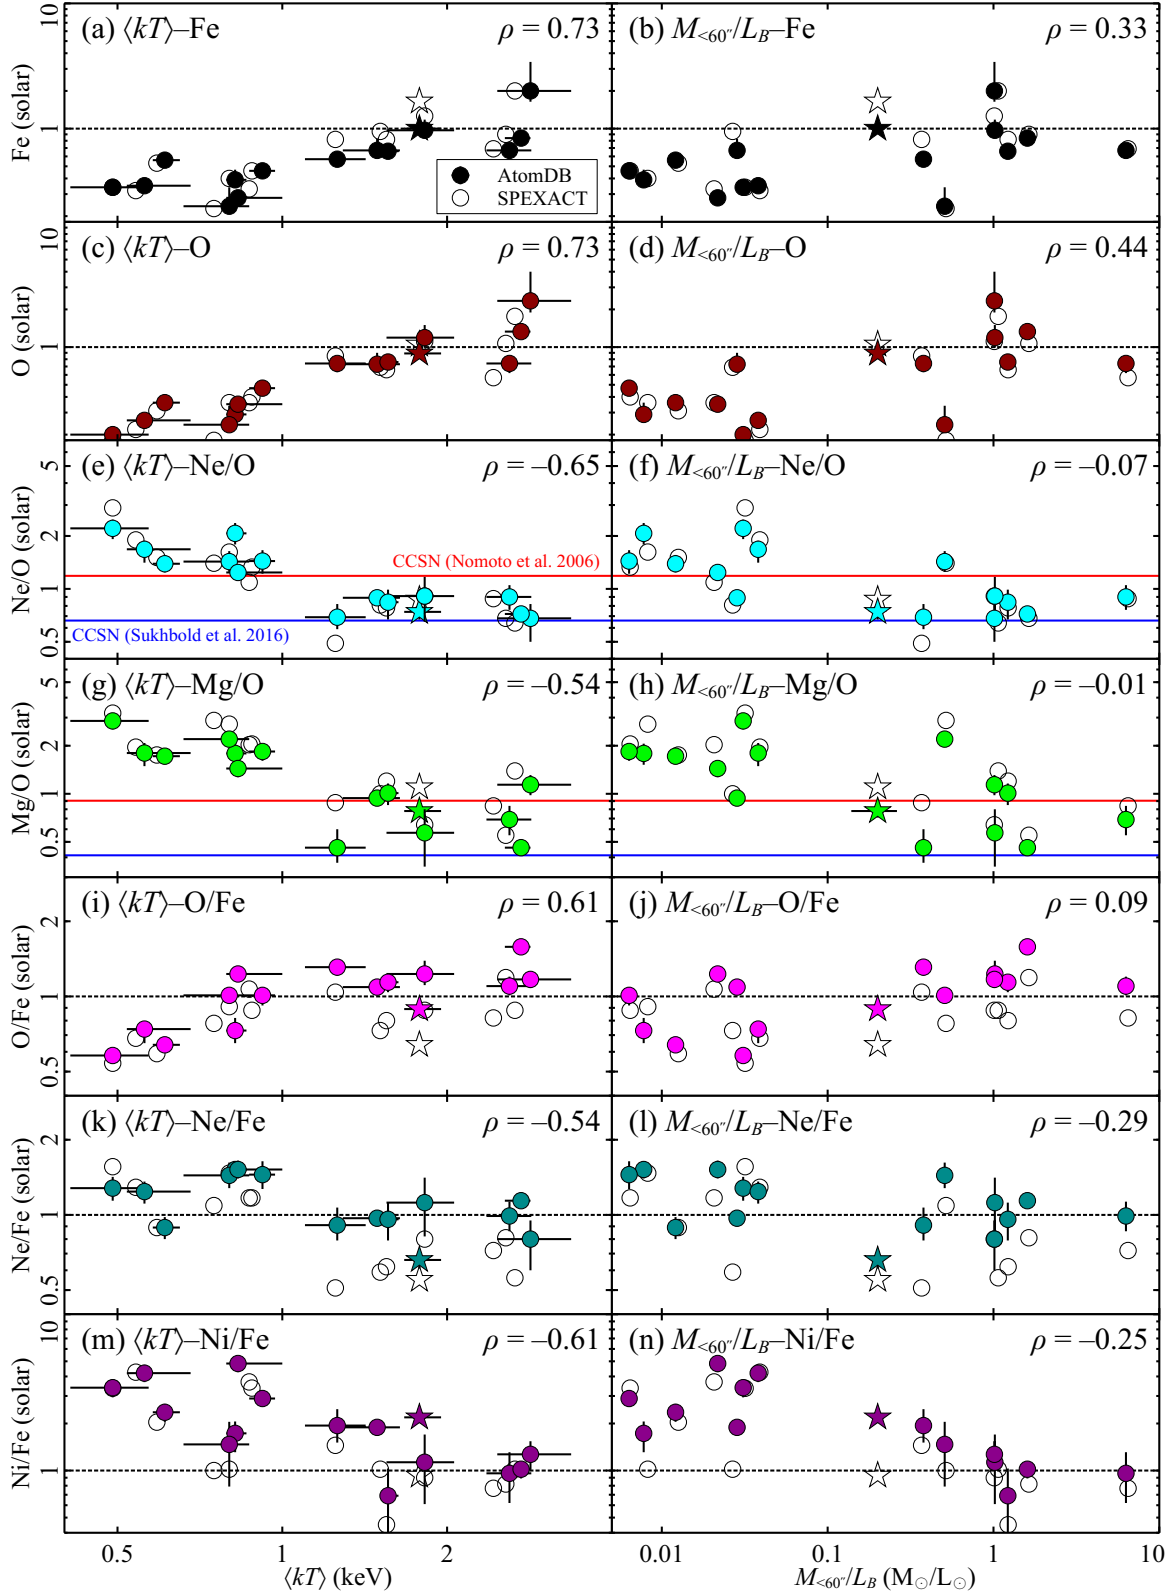 (a) ⟨kT⟩–Fe
ρ = 0.73
(b) M<60″/LB–Fe
ρ = 0.33
10
1
Fe (solar)
AtomDB
SPEXACT
(c) ⟨kT⟩–O
ρ = 0.73
(d) M<60″/LB–O
ρ = 0.44
10
1
O (solar)
(e) ⟨kT⟩–Ne/O
ρ = –0.65
(f) M<60″/LB–Ne/O
ρ = –0.07
5
2
1
0.5
Ne/O (solar)
CCSN (Nomoto et al. 2006)
CCSN (Sukhbold et al. 2016)
(g) ⟨kT⟩–Mg/O
ρ = –0.54
(h) M<60″/LB–Mg/O
ρ = –0.01
5
2
1
0.5
Mg/O (solar)
(i) ⟨kT⟩–O/Fe
ρ = 0.61
(j) M<60″/LB–O/Fe
ρ = 0.09
2
1
0.5
O/Fe (solar)
(k) ⟨kT⟩–Ne/Fe
ρ = –0.54
(l) M<60″/LB–Ne/Fe
ρ = –0.29
2
1
0.5
Ne/Fe (solar)
(m) ⟨kT⟩–Ni/Fe
ρ = –0.61
(n) M<60″/LB–Ni/Fe
ρ = –0.25
10
1
Ni/Fe (solar)
0.5 1 2
0.01 0.1 1
⟨kT⟩ (keV)
M<60″/LB (M⊙/L⊙)